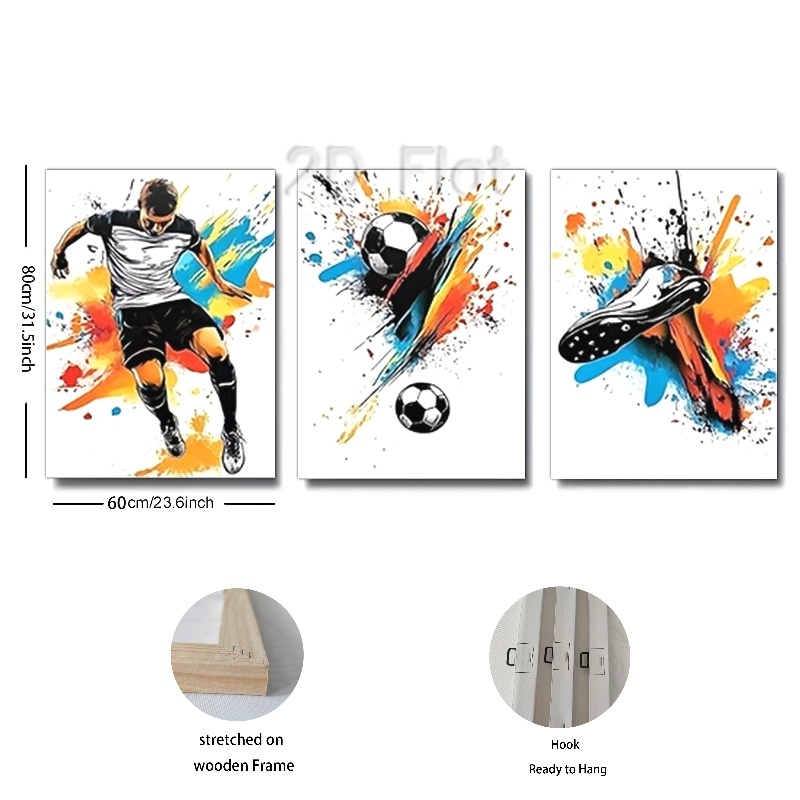 2D Flat
80cm/31.5inch
60cm/23.6inch
stretched on
wooden Frame
Hook
Ready to Hang